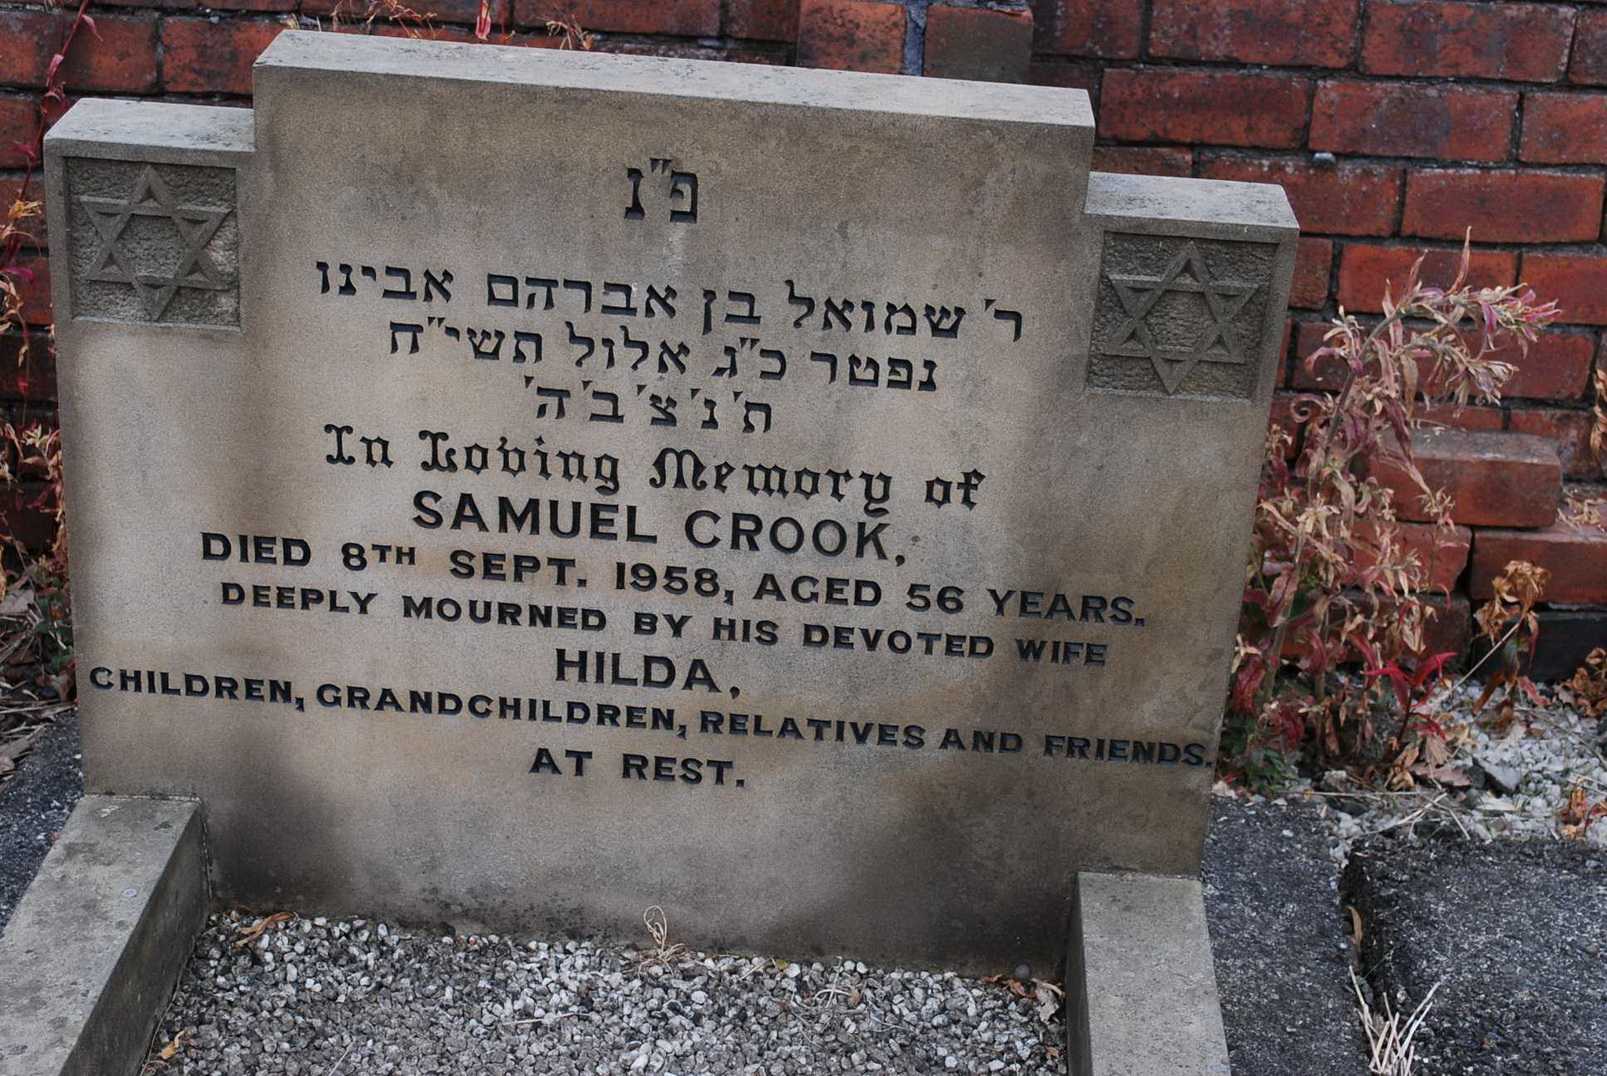 פ"נ
ר' שמואל בן אברהם אבינו
נפטר כ"ג אלול תשי"ח
ת'נ'צ'ב'ה'
In Loving Memory of
SAMUEL CROOK,
DIED 8TH SEPT. 1958, AGED 56 YEARS.
DEEPLY MOURNED BY HIS DEVOTED WIFE
HILDA,
CHILDREN, GRANDCHILDREN, RELATIVES AND FRIENDS.
AT REST.